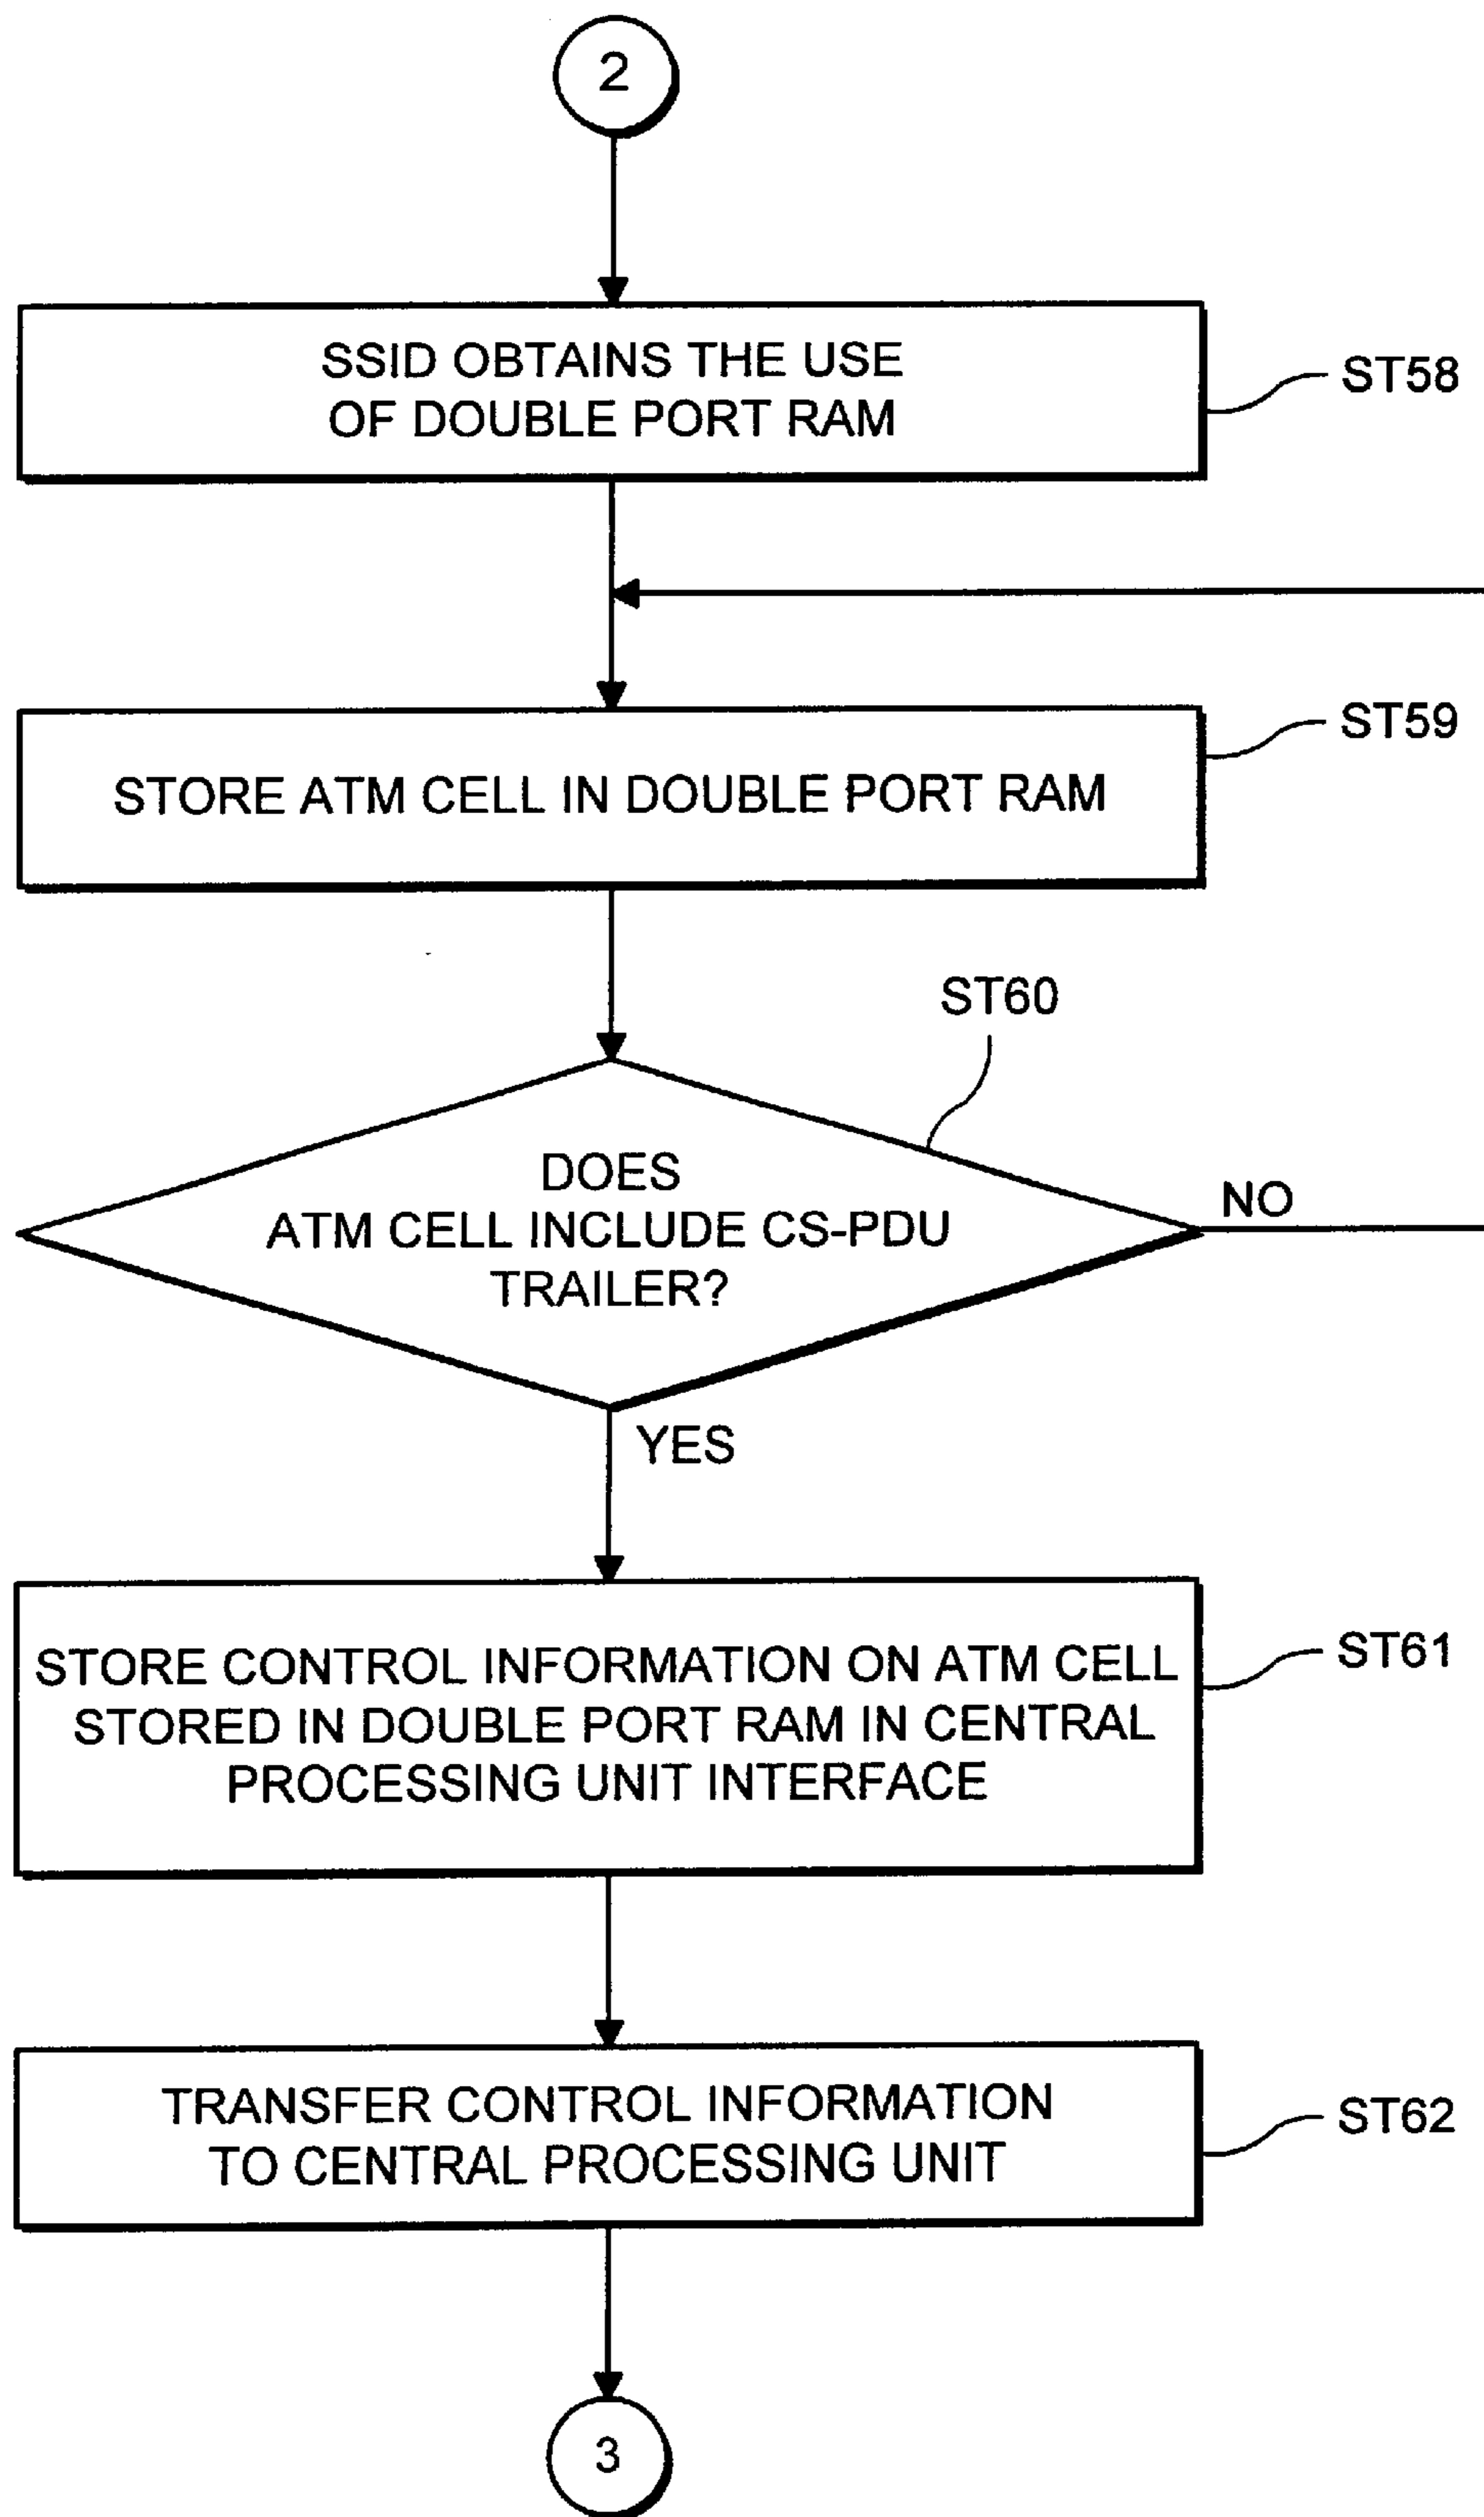 2
SSID OBTAINS THE USE
OF DOUBLE PORT RAM
ST58
ST59
STORE ATM CELL IN DOUBLE PORT RAM
ST60
DOES
ATM CELL INCLUDE CS-PDU
TRAILER?
NO
YES
STORE CONTROL INFORMATION ON ATM CELL
STORED IN DOUBLE PORT RAM IN CENTRAL
PROCESSING UNIT INTERFACE
ST61
TRANSFER CONTROL INFORMATION
TO CENTRAL PROCESSING UNIT
ST62
3